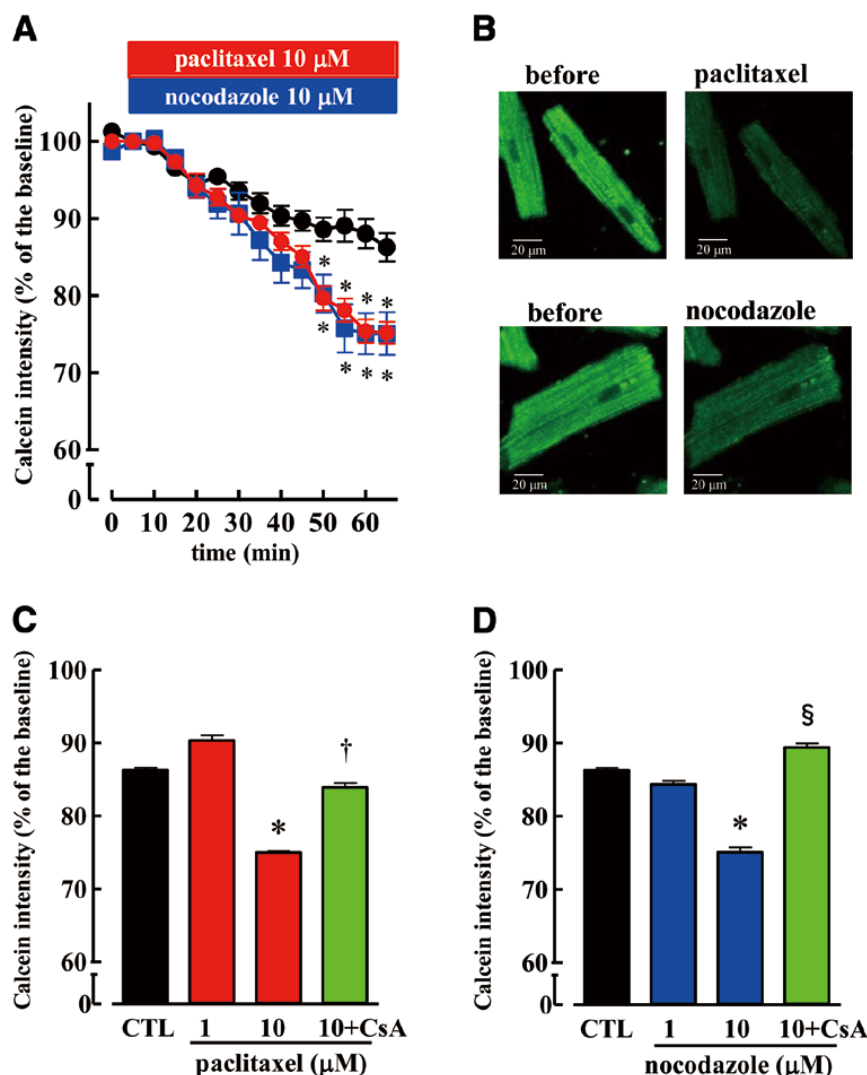 A
paclitaxel 10 μM
nocodazole 10 μM
Calcein intensity (% of the baseline)
100
90
80
70
60
0
* * * *
* * * *
0 10 20 30 40 50 60
time (min)
B
before paclitaxel
20 μm 20 μm
before nocodazole
20 μm 20 μm
C
Calcein intensity (% of the baseline)
100
90
80
70
60
0
*
†
CTL 1 10 10+CsA
paclitaxel (μM)
D
Calcein intensity (% of the baseline)
100
90
80
70
60
0
*
§
CTL 1 10 10+CsA
nocodazole (μM)